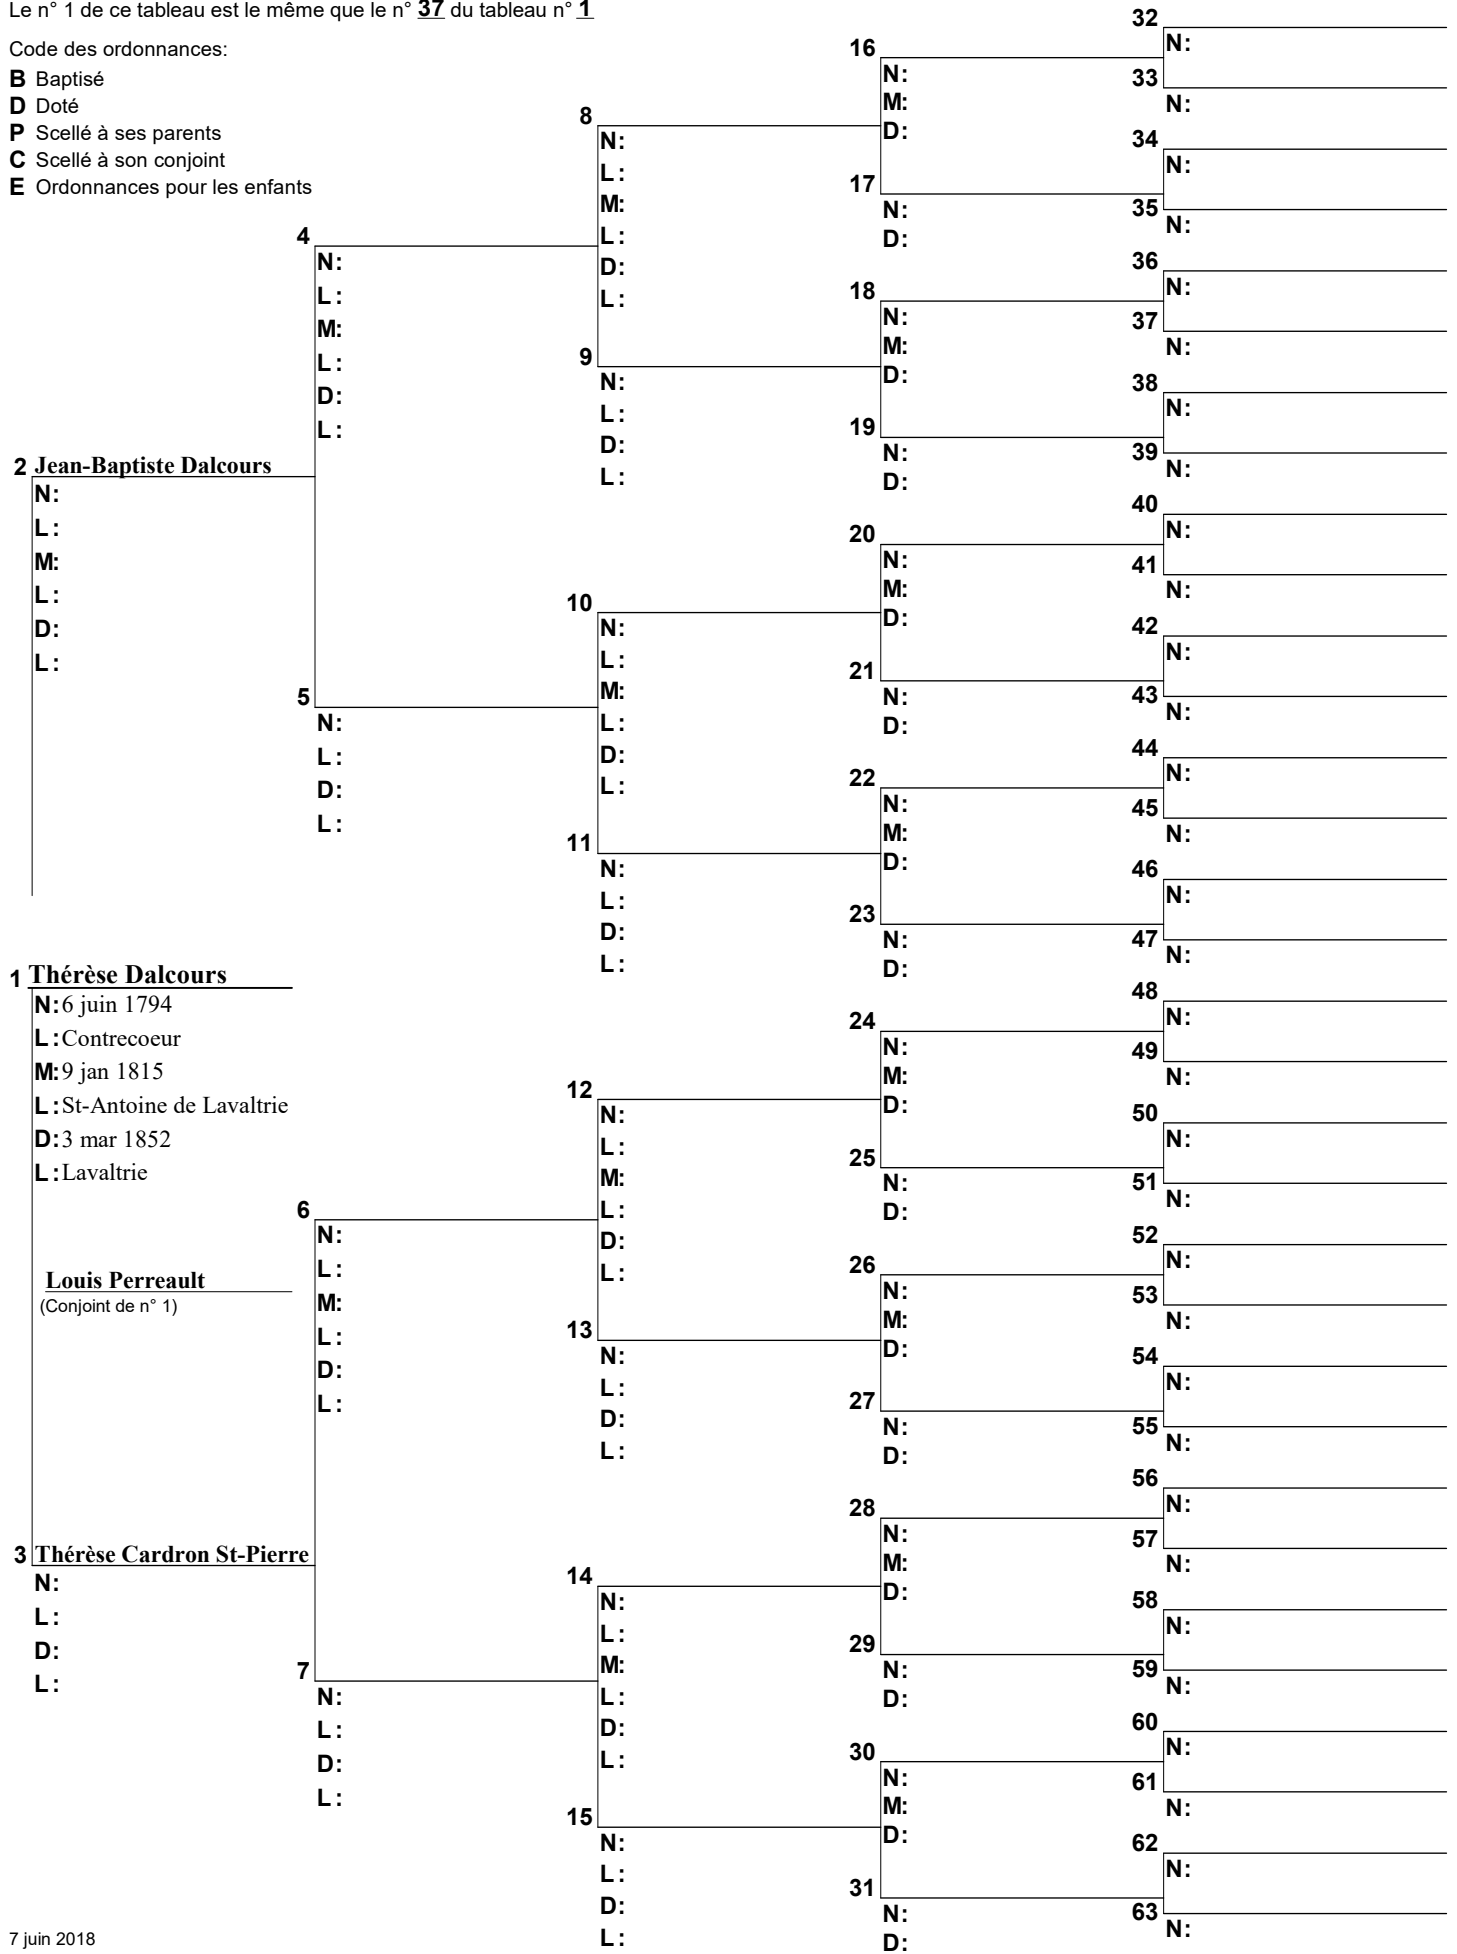 Le n° 1 de ce tableau est le même que le n° 37 du tableau n° 1
Code des ordonnances:
B Baptisé
D Doté
P Scellé à ses parents
C Scellé à son conjoint
E Ordonnances pour les enfants
2 Jean-Baptiste Dalcours
N:
L:
M:
L:
D:
L:
1 Thérèse Dalcours
N: 6 juin 1794
L: Contrecoeur
M: 9 jan 1815
L: St-Antoine de Lavaltrie
D: 3 mar 1852
L: Lavaltrie
Louis Perreault
(Conjoint de n° 1)
3 Thérèse Cardron St-Pierre
N:
L:
D:
L:
4
N:
L:
M:
L:
D:
L:
5
N:
L:
D:
L:
6
N:
L:
M:
L:
D:
L:
7
N:
L:
D:
L:
8
N:
L:
M:
L:
D:
L:
9
N:
L:
D:
L:
10
N:
L:
M:
L:
D:
L:
11
N:
L:
D:
L:
12
N:
L:
M:
L:
D:
L:
13
N:
L:
D:
L:
14
N:
L:
M:
L:
D:
L:
15
N:
L:
D:
L:
16
N:
M:
D:
17
N:
D:
18
N:
M:
D:
19
N:
D:
20
N:
M:
D:
21
N:
D:
22
N:
M:
D:
23
N:
D:
24
N:
M:
D:
25
N:
D:
26
N:
M:
D:
27
N:
D:
28
N:
M:
D:
29
N:
D:
30
N:
M:
D:
31
N:
D:
32
N:
33
N:
34
N:
35
N:
36
N:
37
N:
38
N:
39
N:
40
N:
41
N:
42
N:
43
N:
44
N:
45
N:
46
N:
47
N:
48
N:
49
N:
50
N:
51
N:
52
N:
53
N:
54
N:
55
N:
56
N:
57
N:
58
N:
59
N:
60
N:
61
N:
62
N:
63
N:
7 juin 2018